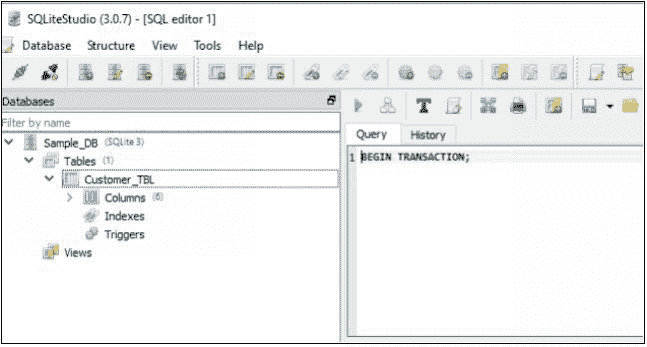 SQLiteStudio (3.0.7) - [SQL editor 1]
Database Structure View Tools Help
Databases
Filter by name
Sample_DB (SQLite 3)
Tables (1)
Customer_TBL
Columns (6)
Indexes
Triggers
Views
Query History
1 BEGIN TRANSACTION;